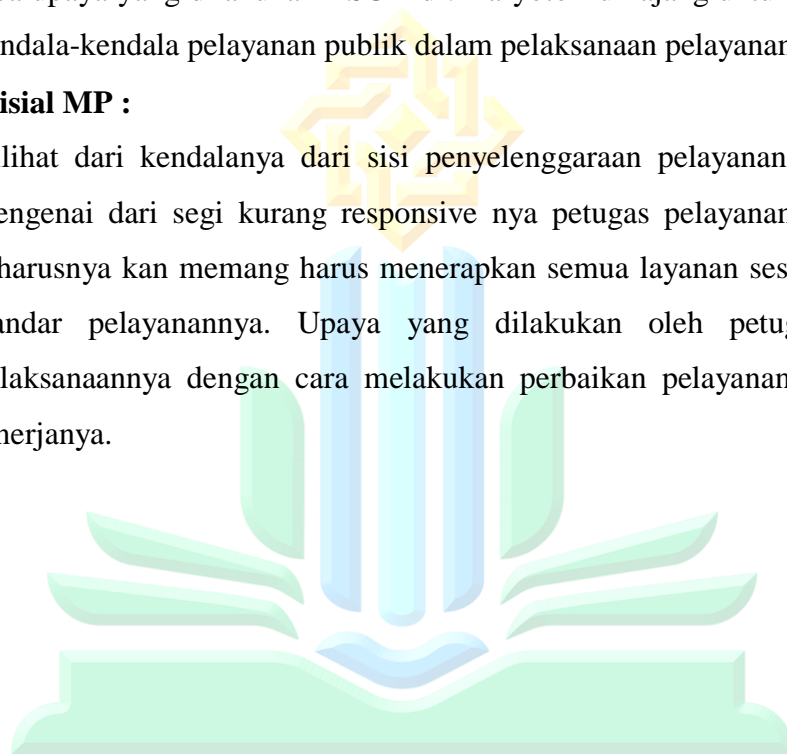 ndala-kendala pelayanan publik dalam pelaksanaan pelayanan
isial MP :
lihat dari kendalanya dari sisi penyelenggaraan pelayanan
engenai dari segi kurang responsive nya petugas pelayanan
harusnya kan memang harus menerapkan semua layanan ses
andar pelayanannya. Upaya yang dilakukan oleh petug
laksanaannya dengan cara melakukan perbaikan pelayanan
nerjanya.